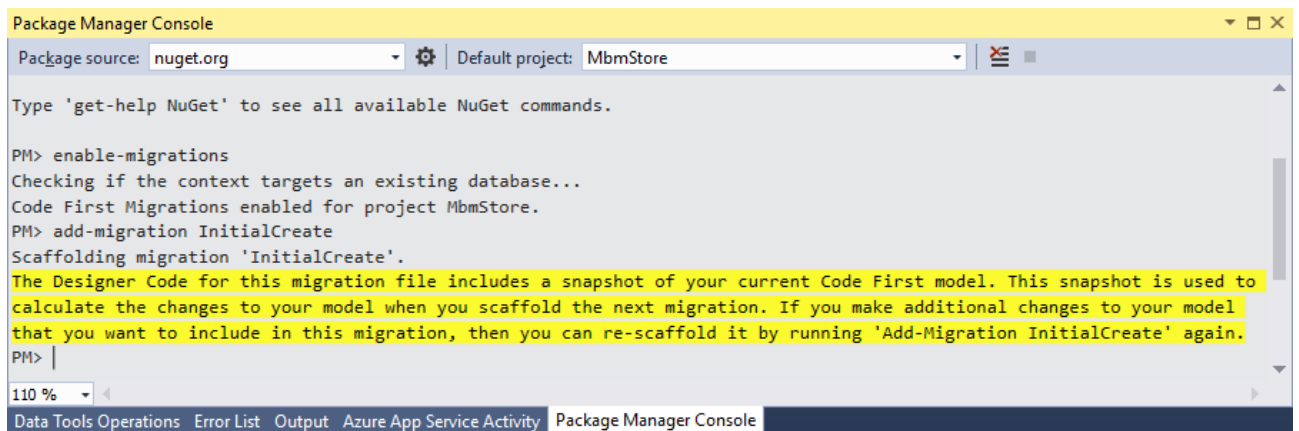 Package Manager Console
Package source: nuget.org Default project: MbmStore
Type 'get-help NuGet' to see all available NuGet commands.
PM> enable-migrations
Checking if the context targets an existing database...
Code First Migrations enabled for project MbmStore.
PM> add-migration InitialCreate
Scaffolding migration 'InitialCreate'.
The Designer Code for this migration file includes a snapshot of your current Code First model. This snapshot is used to
calculate the changes to your model when you scaffold the next migration. If you make additional changes to your model
that you want to include in this migration, then you can re-scaffold it by running 'Add-Migration InitialCreate' again.
PM>
110 %
Data Tools Operations Error List Output Azure App Service Activity Package Manager Console